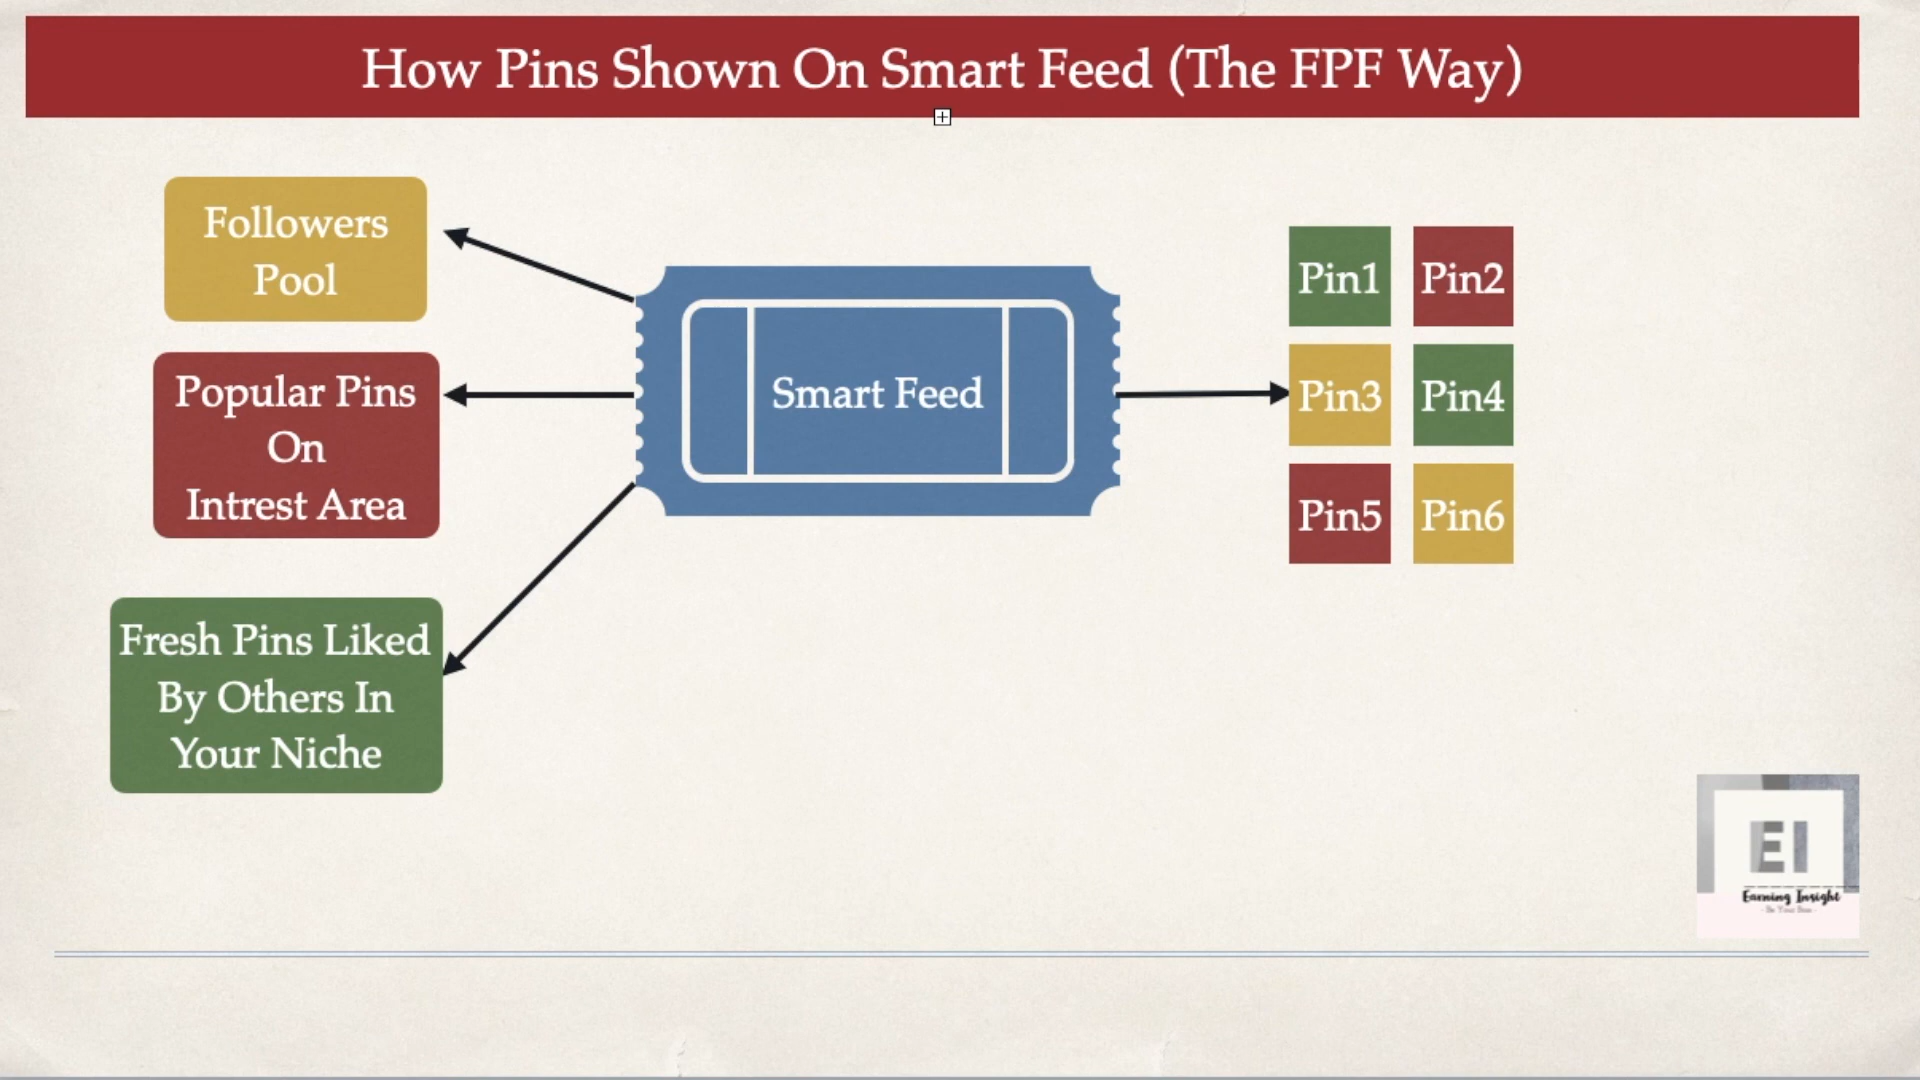 How Pins Shown On Smart Feed (The FPF Way)
Followers
Pool
Popular Pins
On
Intrest Area
Fresh Pins Liked
By Others In
Your Niche
Smart Feed
Pin1 Pin2
Pin3 Pin4
Pin5 Pin6
EI
Earning Insight